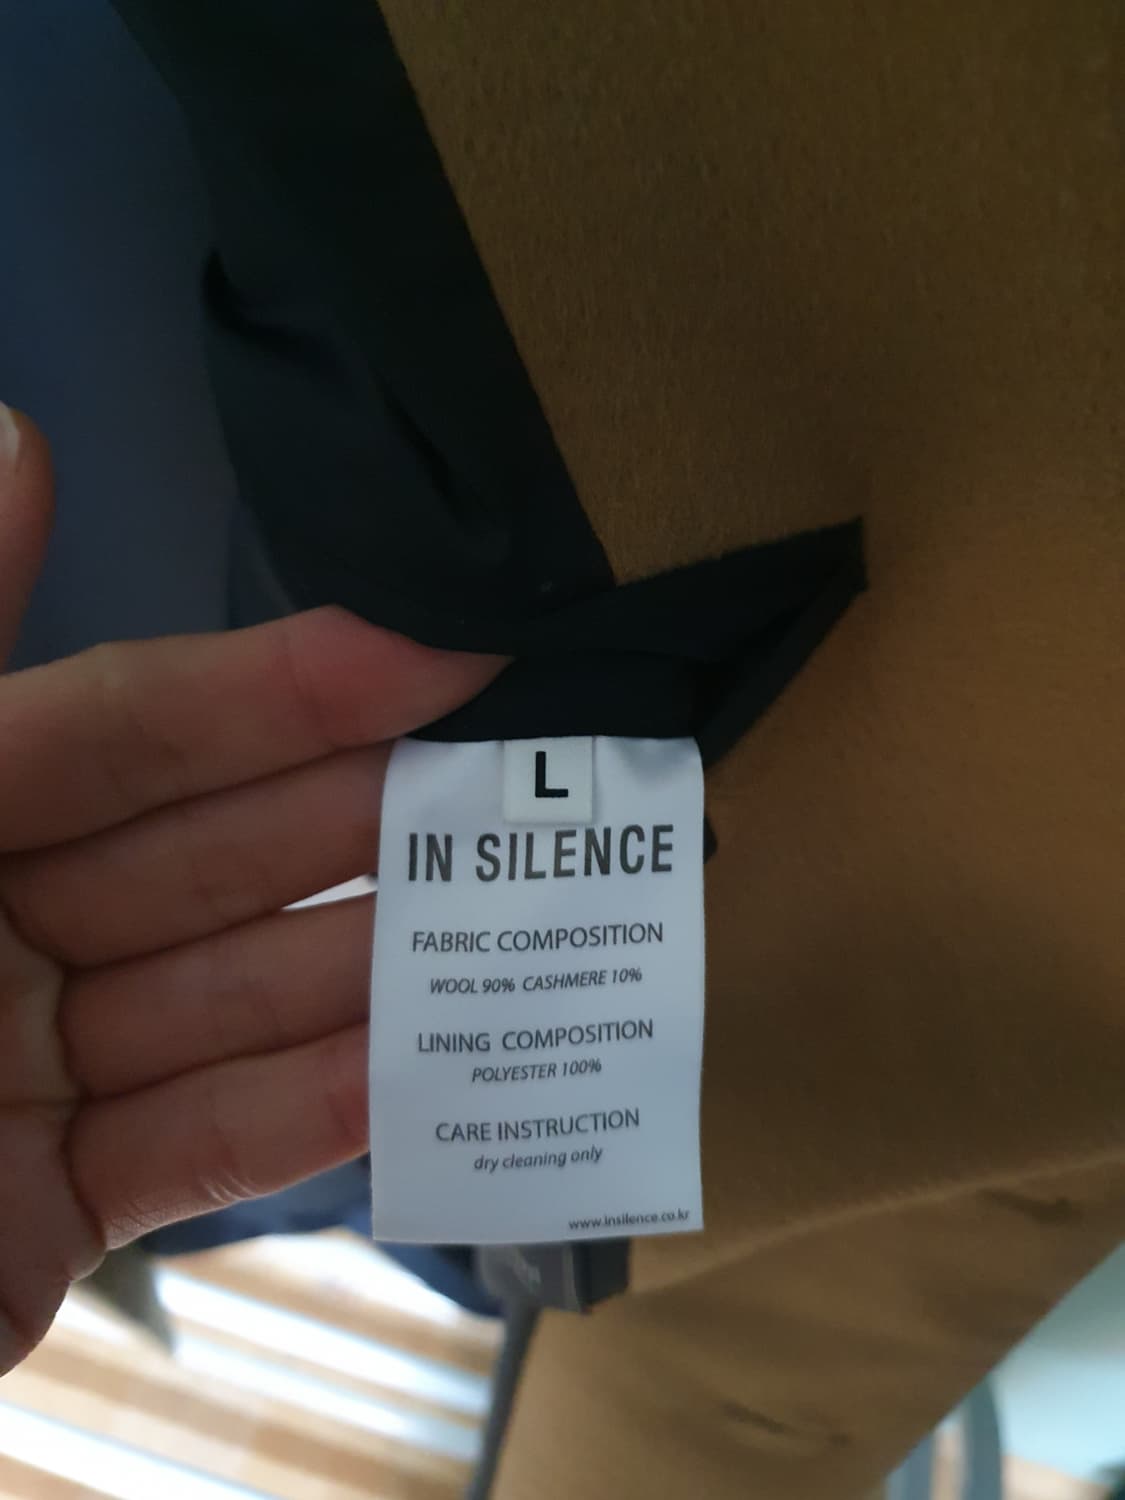 L
IN SILENCE
FABRIC COMPOSITION
WOOL 90% CASHMERE 10%
LINING COMPOSITION
POLYESTER 100%
CARE INSTRUCTION
dry cleaning only
www.insilence.co.kr